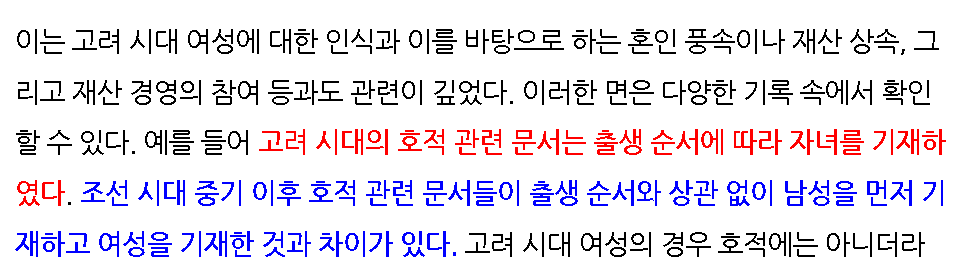 이는 고려 시대 여성에 대한 인식과 이를 바탕으로 하는 혼인 풍속이나 재산 상속, 그
리고 재산 경영의 참여 등과도 관련이 깊었다. 이러한 면은 다양한 기록 속에서 확인
할 수 있다. 예를 들어 고려 시대의 호적 관련 문서는 출생 순서에 따라 자녀를 기재하
였다. 조선 시대 중기 이후 호적 관련 문서들이 출생 순서와 상관 없이 남성을 먼저 기
재하고 여성을 기재한 것과 차이가 있다. 고려 시대 여성의 경우 호적에는 아니더라